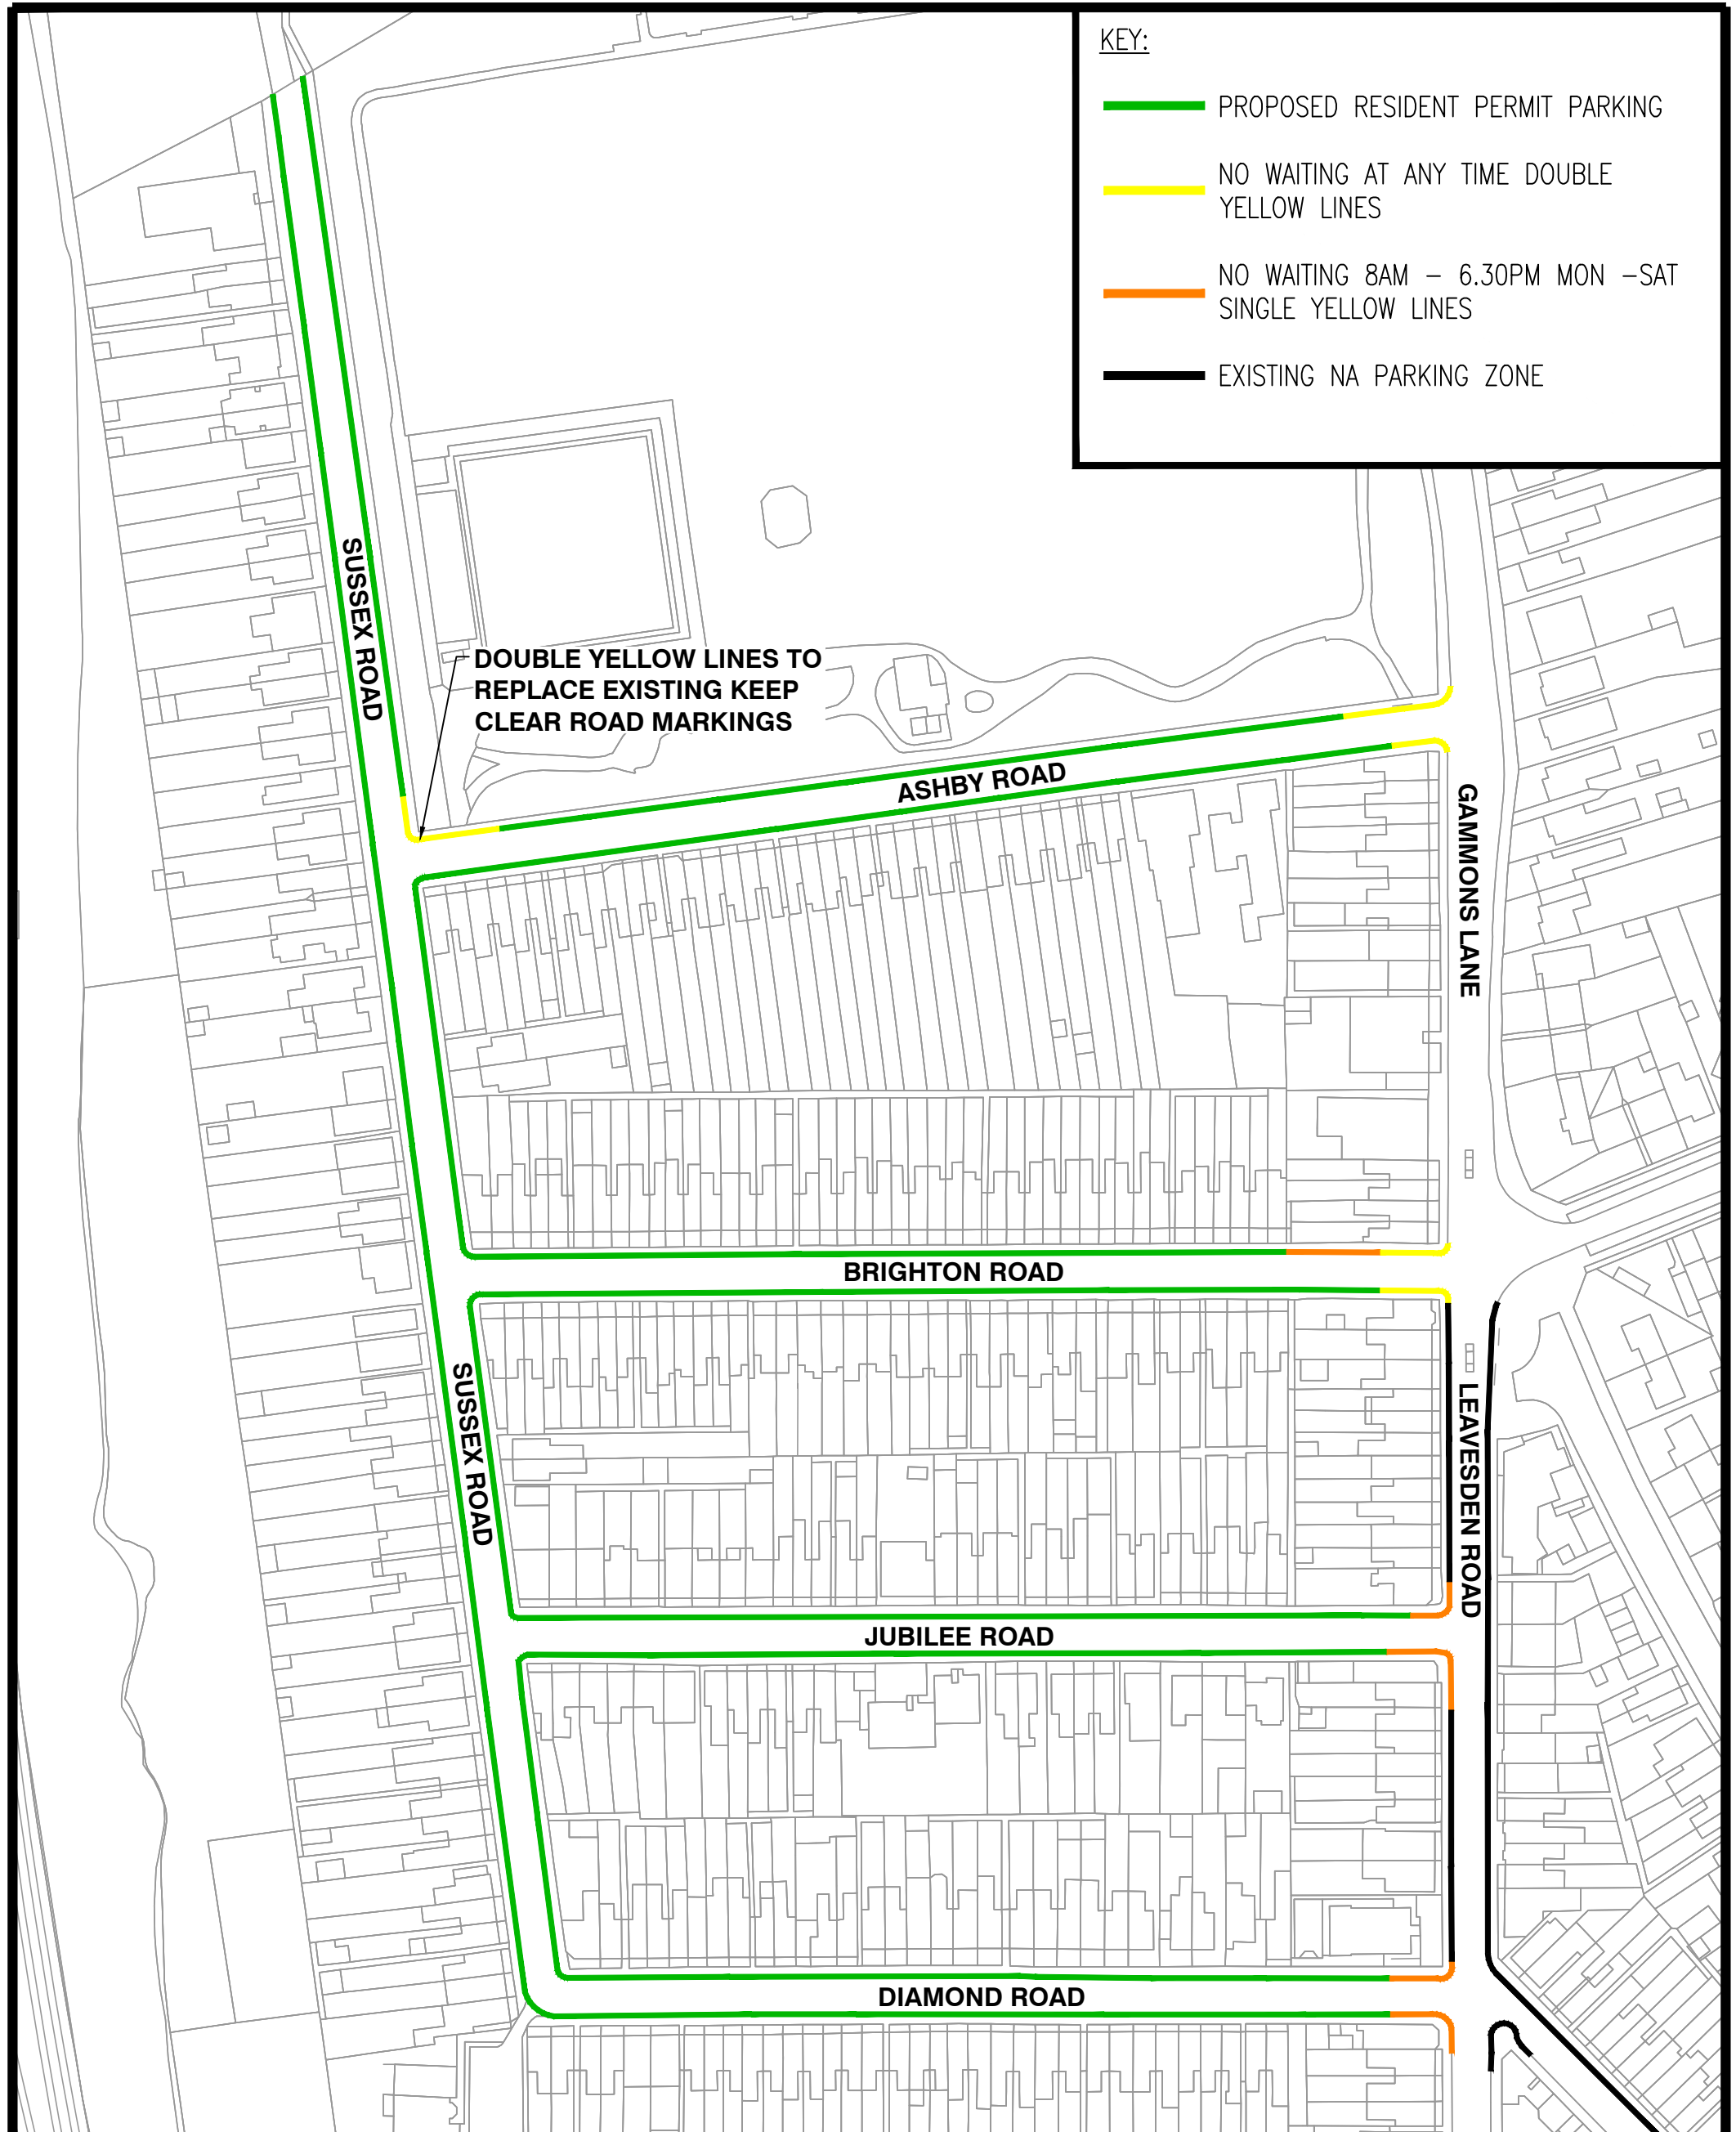 KEY:
PROPOSED RESIDENT PERMIT PARKING
NO WAITING AT ANY TIME DOUBLE
YELLOW LINES
NO WAITING 8AM – 6.30PM MON –SAT
SINGLE YELLOW LINES
EXISTING NA PARKING ZONE
SUSSEX ROAD
DOUBLE YELLOW LINES TO
REPLACE EXISTING KEEP
CLEAR ROAD MARKINGS
ASHBY ROAD
GAMMONS LANE
BRIGHTON ROAD
SUSSEX ROAD
LEAVESDEN ROAD
JUBILEE ROAD
DIAMOND ROAD